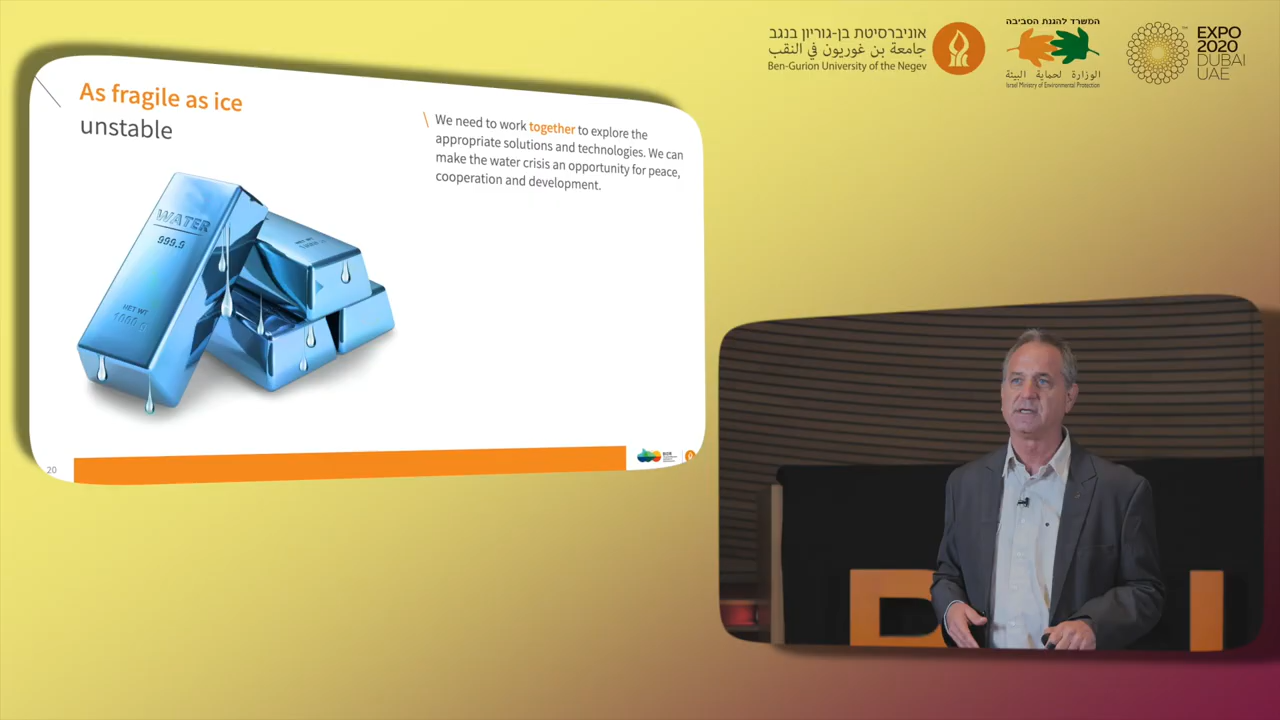 As fragile as ice
unstable
We need to work together to explore the
appropriate solutions and technologies. We can
make the water crisis an opportunity for peace,
cooperation and development.
WATER
999.9
NET WT
1000 g
20
אוניברסיטת בן-גוריון בנגב
جامعة بن غوريون في النقب
Ben-Gurion University of the Negev
המשרד להגנת הסביבה
الوزارة لحماية البيئة
Israel Ministry of Environmental Protection
EXPO
2020
DUBAI
UAE